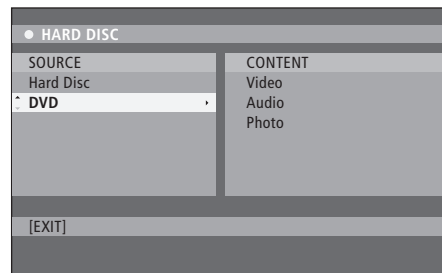 HARD DISC
SOURCE
Hard Disc
DVD
CONTENT
Video
Audio
Photo
[EXIT]